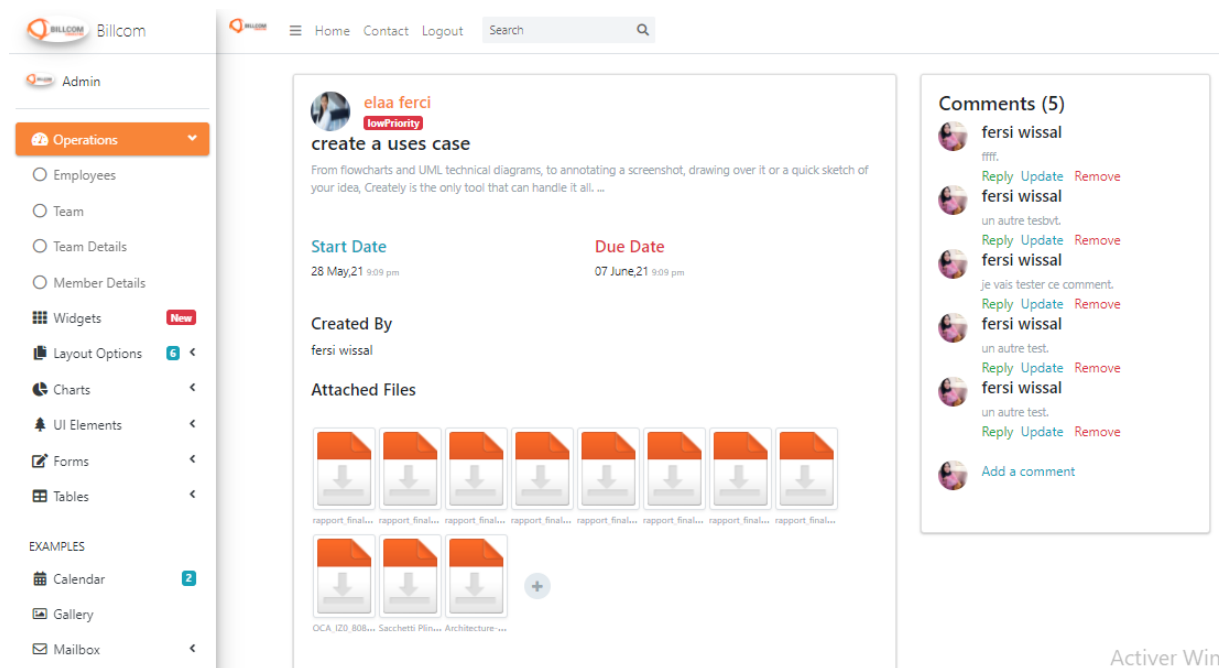 BILLCOM Billcom
BILLCOM
Home Contact Logout Search
Admin
Operations
Employees
Team
Team Details
Member Details
Widgets New
Layout Options 6
Charts
UI Elements
Forms
Tables
EXAMPLES
Calendar 2
Gallery
Mailbox
elaa ferci
lowPriority
create a uses case
From flowcharts and UML technical diagrams, to annotating a screenshot, drawing over it or a quick sketch of
your idea, Creately is the only tool that can handle it all. ...
Start Date Due Date
28 May,21 9:09 pm 07 June,21 9:09 pm
Created By
fersi wissal
Attached Files
rapport_final... rapport_final... rapport_final... rapport_final... rapport_final... rapport_final... rapport_final... rapport_final...
OCA_IZ0_808... Sacchetti Plin... Architecture-...
Comments (5)
fersi wissal
ffff.
Reply Update Remove
fersi wissal
un autre tesbvt.
Reply Update Remove
fersi wissal
je vais tester ce comment.
Reply Update Remove
fersi wissal
un autre test.
Reply Update Remove
fersi wissal
un autre test.
Reply Update Remove
Add a comment
Activer Win